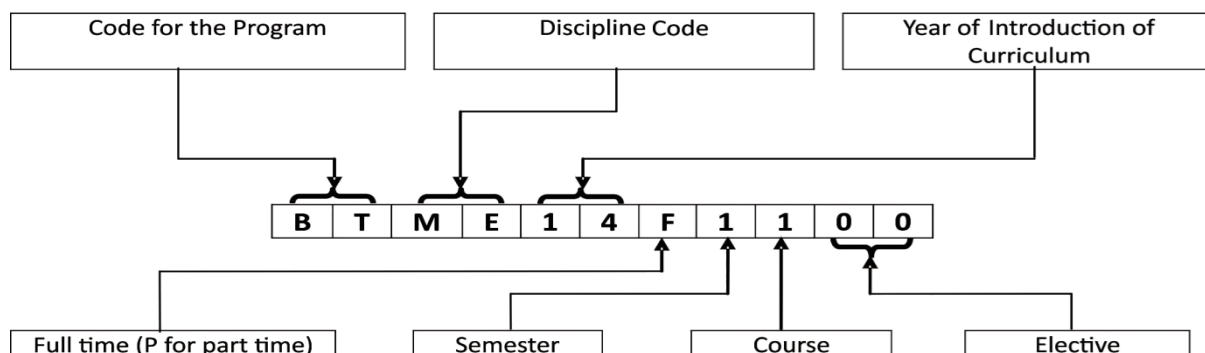 Code for the Program
Discipline Code
Year of Introduction of
Curriculum
B T M E 1 4 F 1 1 0 0
Full time (P for part time)
Semester
Course
Elective